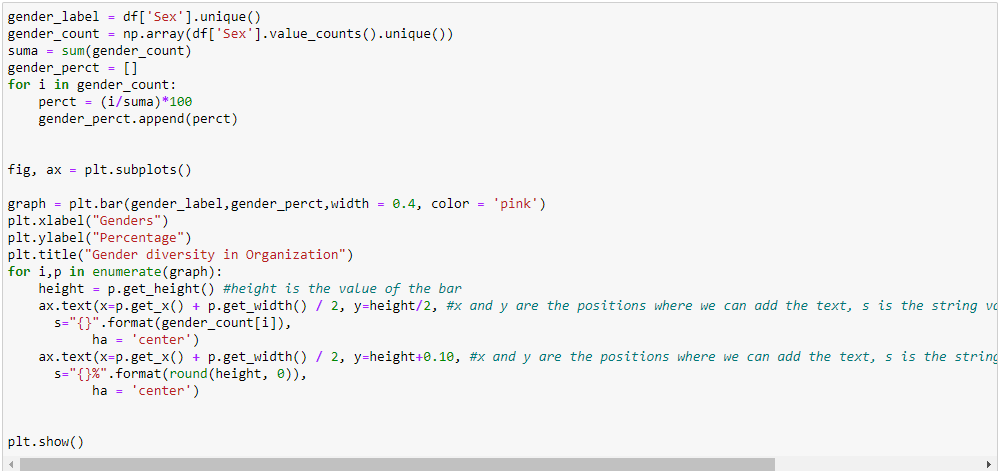 gender_label = df['Sex'].unique()
gender_count = np.array(df['Sex'].value_counts().unique())
suma = sum(gender_count)
gender_perct = []
for i in gender_count:
    perct = (i/suma)*100
    gender_perct.append(perct)
fig, ax = plt.subplots()
graph = plt.bar(gender_label,gender_perct,width = 0.4, color = 'pink')
plt.xlabel("Genders")
plt.ylabel("Percentage")
plt.title("Gender diversity in Organization")
for i,p in enumerate(graph):
    height = p.get_height() #height is the value of the bar
    ax.text(x=p.get_x() + p.get_width() / 2, y=height/2, #x and y are the positions where we can add the text, s is the string
      s="{}".format(gender_count[i]),
           ha = 'center')
    ax.text(x=p.get_x() + p.get_width() / 2, y=height+0.10, #x and y are the positions where we can add the text, s is the string
      s="{}%".format(round(height, 0)),
           ha = 'center')
plt.show()